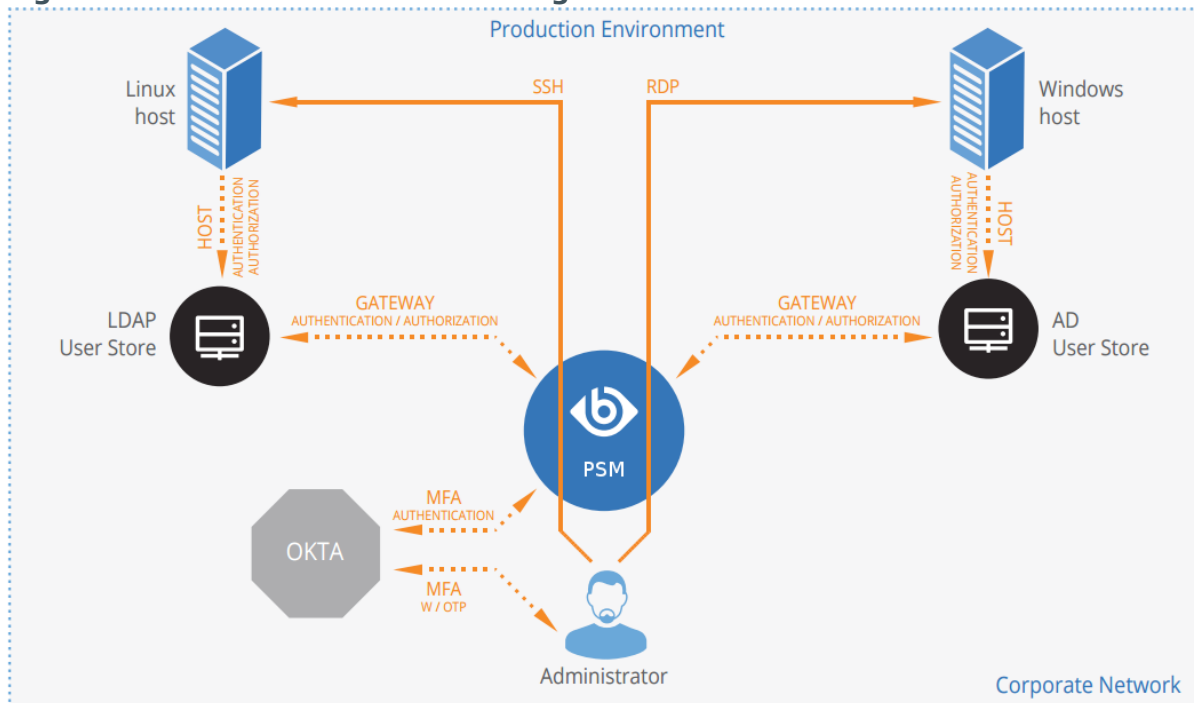 Production Environment
Linux
host
SSH
RDP
Windows
host
HOST
AUTHENTICATION
AUTHORIZATION
AUTHORIZATION
AUTHENTICATION
HOST
LDAP
User Store
GATEWAY
AUTHENTICATION / AUTHORIZATION
GATEWAY
AUTHENTICATION / AUTHORIZATION
AD
User Store
b
PSM
MFA
AUTHENTICATION
OKTA
MFA
W / OTP
Administrator
Corporate Network